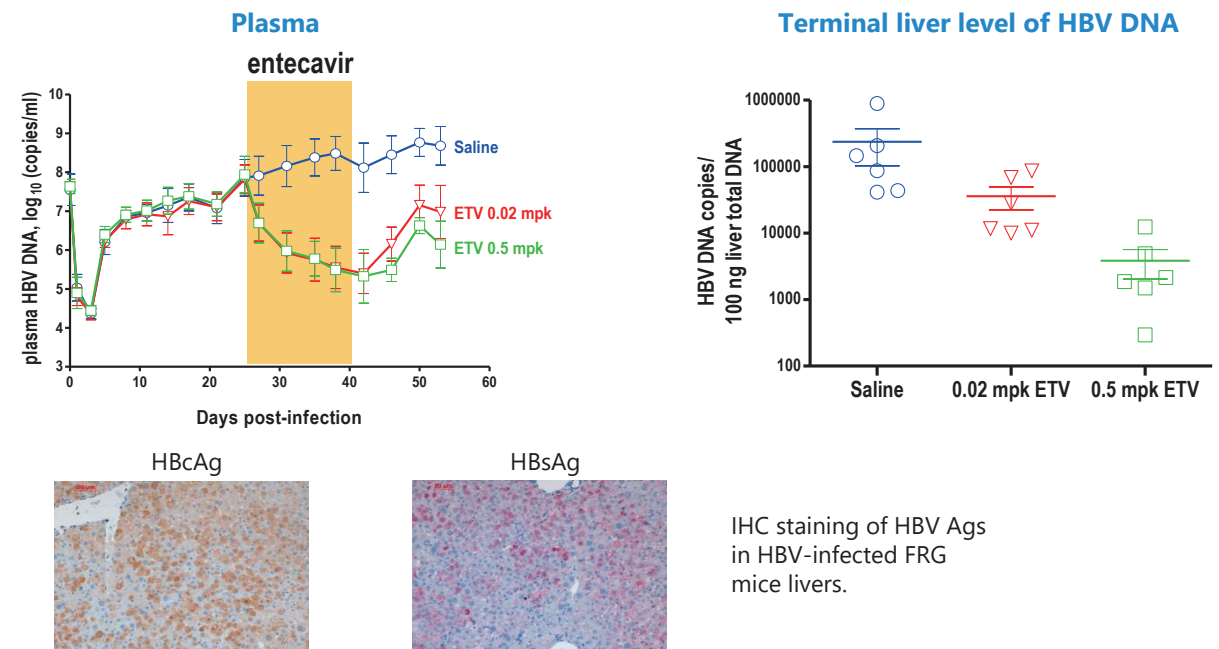 Plasma
entecavir
plasma HBV DNA, log10 (copies/ml)
10
9
8
7
6
5
4
3
0
10
20
30
40
50
60
Days post-infection
Saline
ETV 0.02 mpk
ETV 0.5 mpk
Terminal liver level of HBV DNA
HBV DNA copies/
100 ng liver total DNA
1000000
100000
10000
1000
100
Saline
0.02 mpk ETV
0.5 mpk ETV
HBcAg
HBsAg
IHC staining of HBV Ags
in HBV-infected FRG
mice livers.